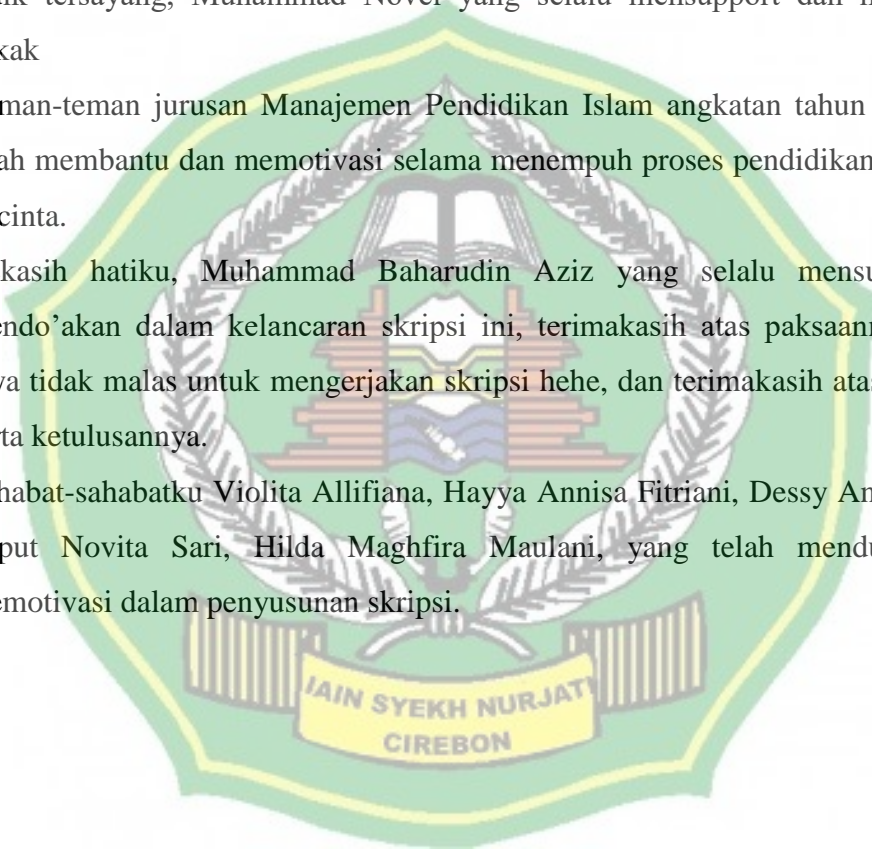 tersayang, Muhammad Novel yang selalu mensupport dan
kak
man-teman jurusan Manajemen Pendidikan Islam angkatan tahun
ah membantu dan memotivasi selama menempuh proses pendidikan
cinta.
kasih hatiku, Muhammad Baharudin Aziz yang selalu mensu
endo’akan dalam kelancaran skripsi ini, terimakasih atas paksaann
ya tidak malas untuk mengerjakan skripsi hehe, dan terimakasih atas
rta ketulusannya.
habat-sahabatku Violita Allifiana, Hayya Annisa Fitriani, Dessy An
put Novita Sari, Hilda Maghfira Maulani, yang telah mendu
emotivasi dalam penyusunan skripsi.
IAIN SYEKH NURJATI
CIREBON